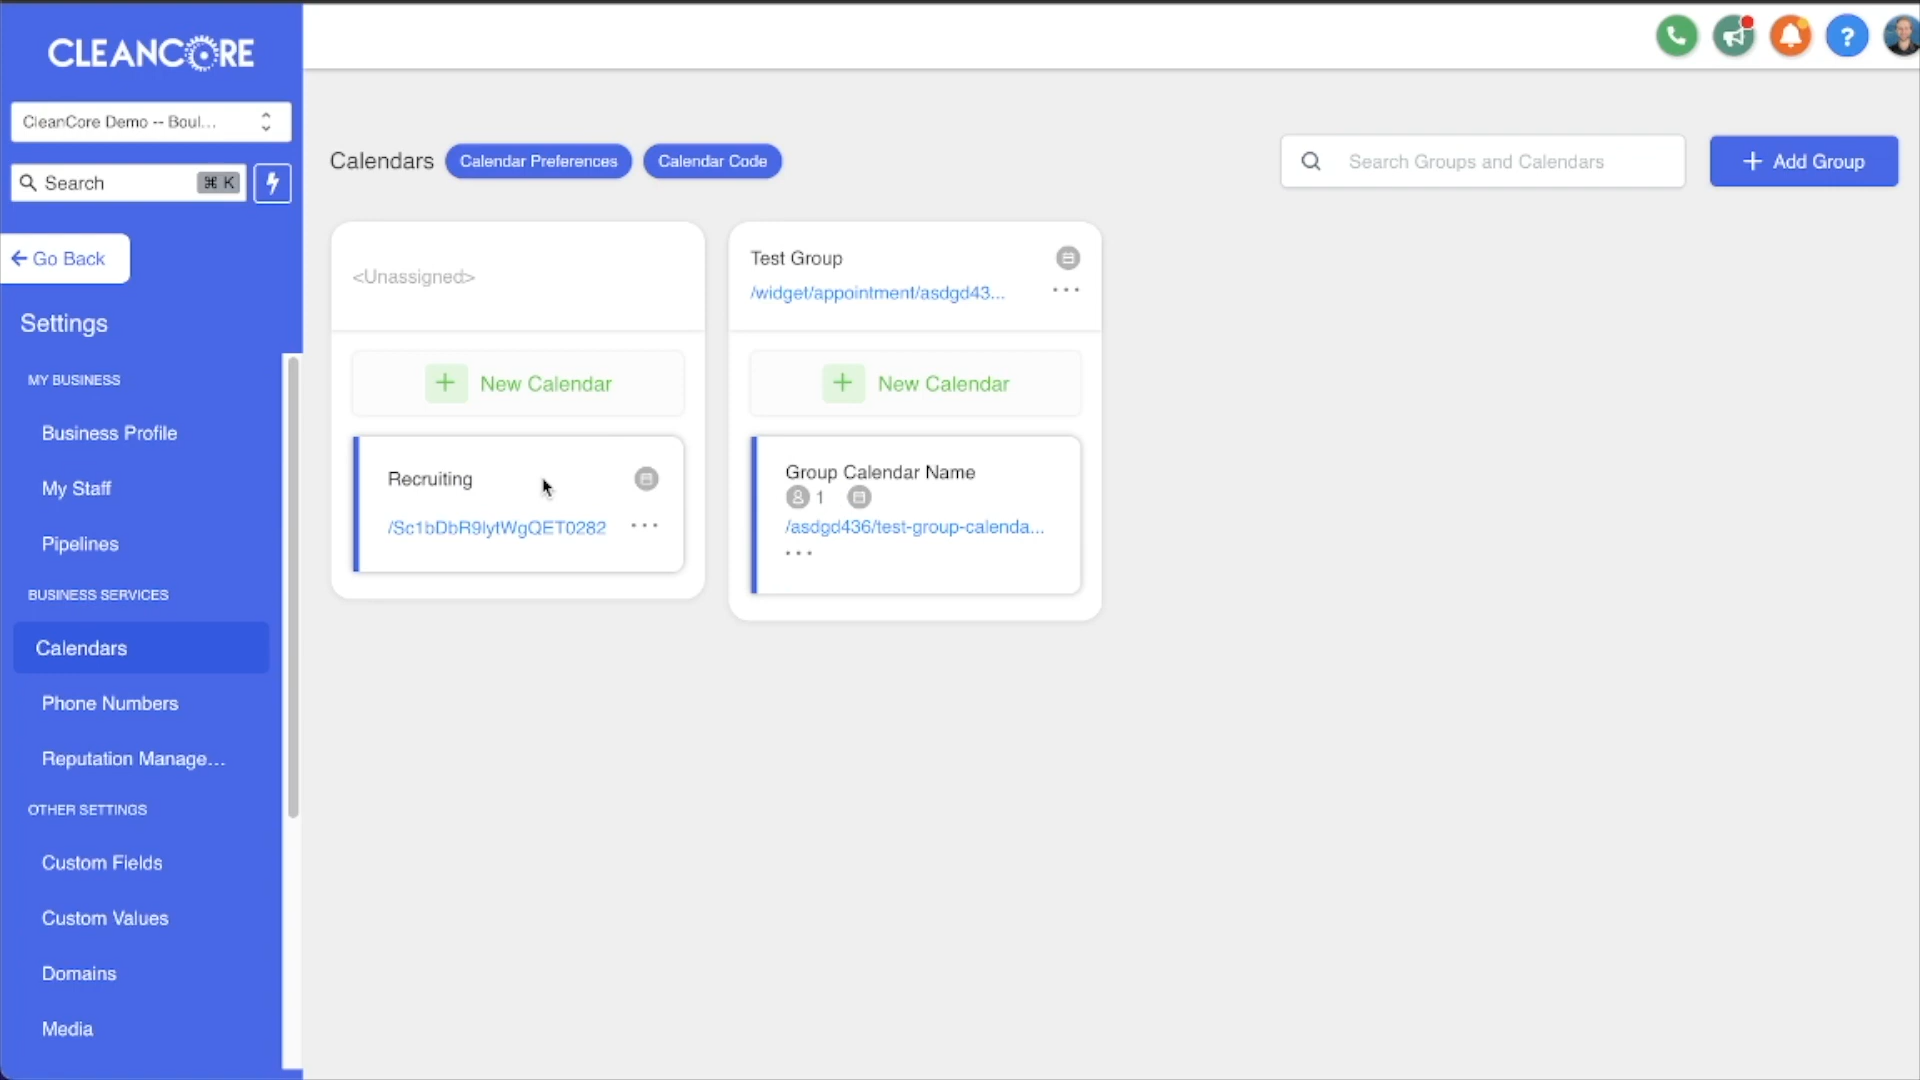 CLEANCORE
CleanCore Demo -- Boul...
Search ⌘ K
Go Back
Settings
MY BUSINESS
Business Profile
My Staff
Pipelines
BUSINESS SERVICES
Calendars
Phone Numbers
Reputation Manage...
OTHER SETTINGS
Custom Fields
Custom Values
Domains
Media
?
Calendars
Calendar Preferences
Calendar Code
Search Groups and Calendars
+ Add Group
<Unassigned>
+ New Calendar
Recruiting
/Sc1bDbR9lytWgQET0282
Test Group
/widget/appointment/asdgd43...
+ New Calendar
Group Calendar Name
1
/asdgd436/test-group-calenda...